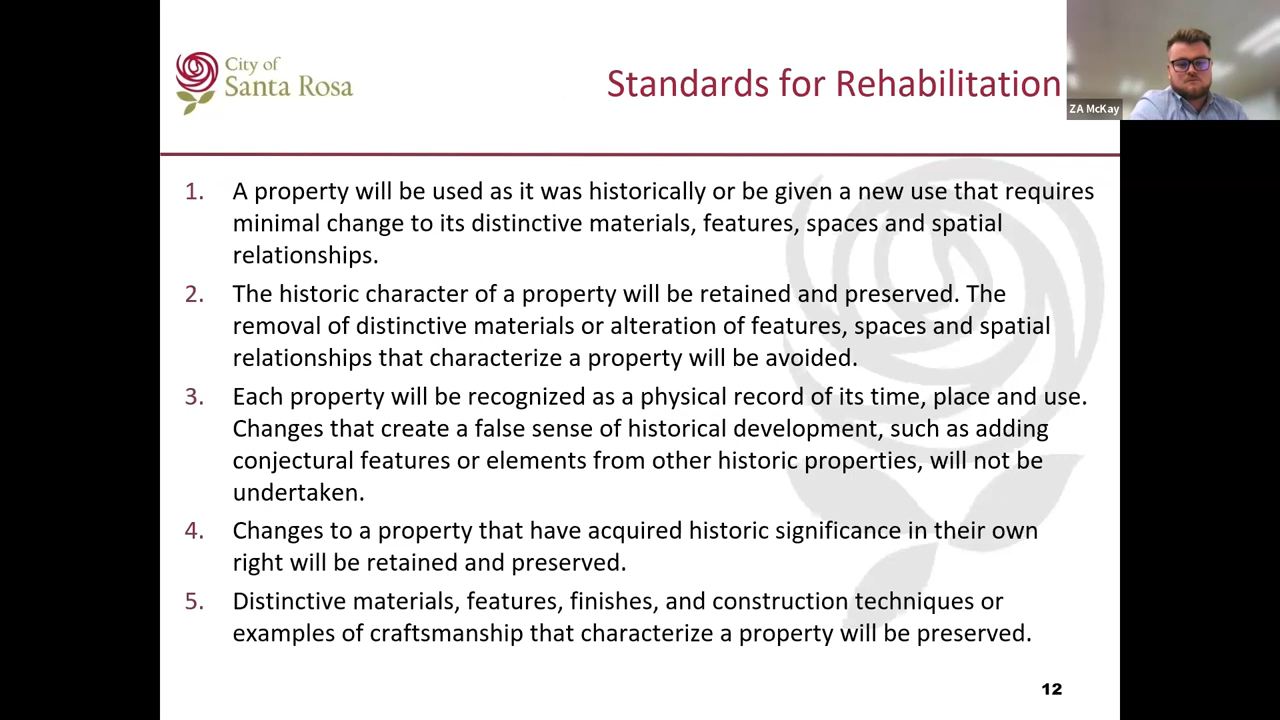 City of
Santa Rosa
Standards for Rehabilitation
ZA McKay
1. A property will be used as it was historically or be given a new use that requires
minimal change to its distinctive materials, features, spaces and spatial
relationships.
2. The historic character of a property will be retained and preserved. The
removal of distinctive materials or alteration of features, spaces and spatial
relationships that characterize a property will be avoided.
3. Each property will be recognized as a physical record of its time, place and use.
Changes that create a false sense of historical development, such as adding
conjectural features or elements from other historic properties, will not be
undertaken.
4. Changes to a property that have acquired historic significance in their own
right will be retained and preserved.
5. Distinctive materials, features, finishes, and construction techniques or
examples of craftsmanship that characterize a property will be preserved.
12